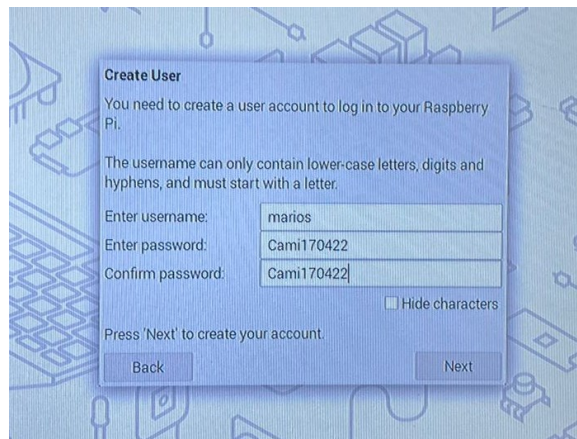 Create User
You need to create a user account to log in to your Raspberry
Pi.
The username can only contain lower-case letters, digits and
hyphens, and must start with a letter.
Enter username: marios
Enter password: Cami170422
Confirm password: Cami170422
Hide characters
Press 'Next' to create your account.
Back Next